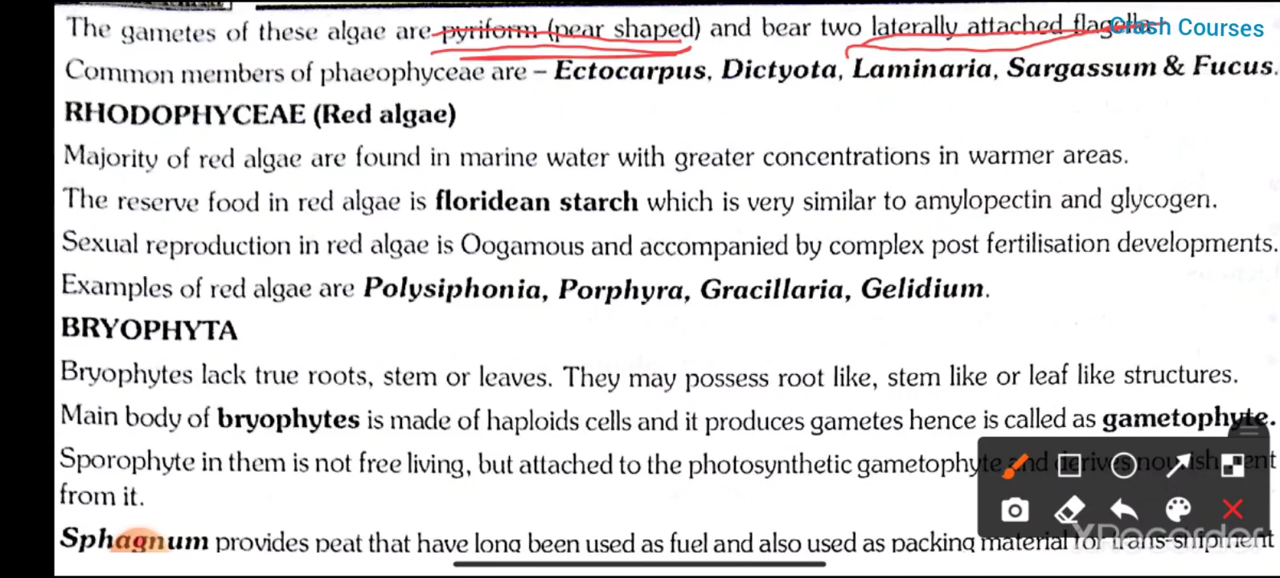 The gametes of these algae are pyriform (pear shaped) and bear two laterally attached flagella.
Crash Courses
Common members of phaeophyceae are – Ectocarpus, Dictyota, Laminaria, Sargassum & Fucus.
RHODOPHYCEAE (Red algae)
Majority of red algae are found in marine water with greater concentrations in warmer areas.
The reserve food in red algae is floridean starch which is very similar to amylopectin and glycogen.
Sexual reproduction in red algae is Oogamous and accompanied by complex post fertilisation developments.
Examples of red algae are Polysiphonia, Porphyra, Gracillaria, Gelidium.
BRYOPHYTA
Bryophytes lack true roots, stem or leaves. They may possess root like, stem like or leaf like structures.
Main body of bryophytes is made of haploids cells and it produces gametes hence is called as gametophyte.
Sporophyte in them is not free living, but attached to the photosynthetic gametophyte and derives nourishment
from it.
Sphagnum provides peat that have long been used as fuel and also used as packing material for trans-shipment
XRecorder